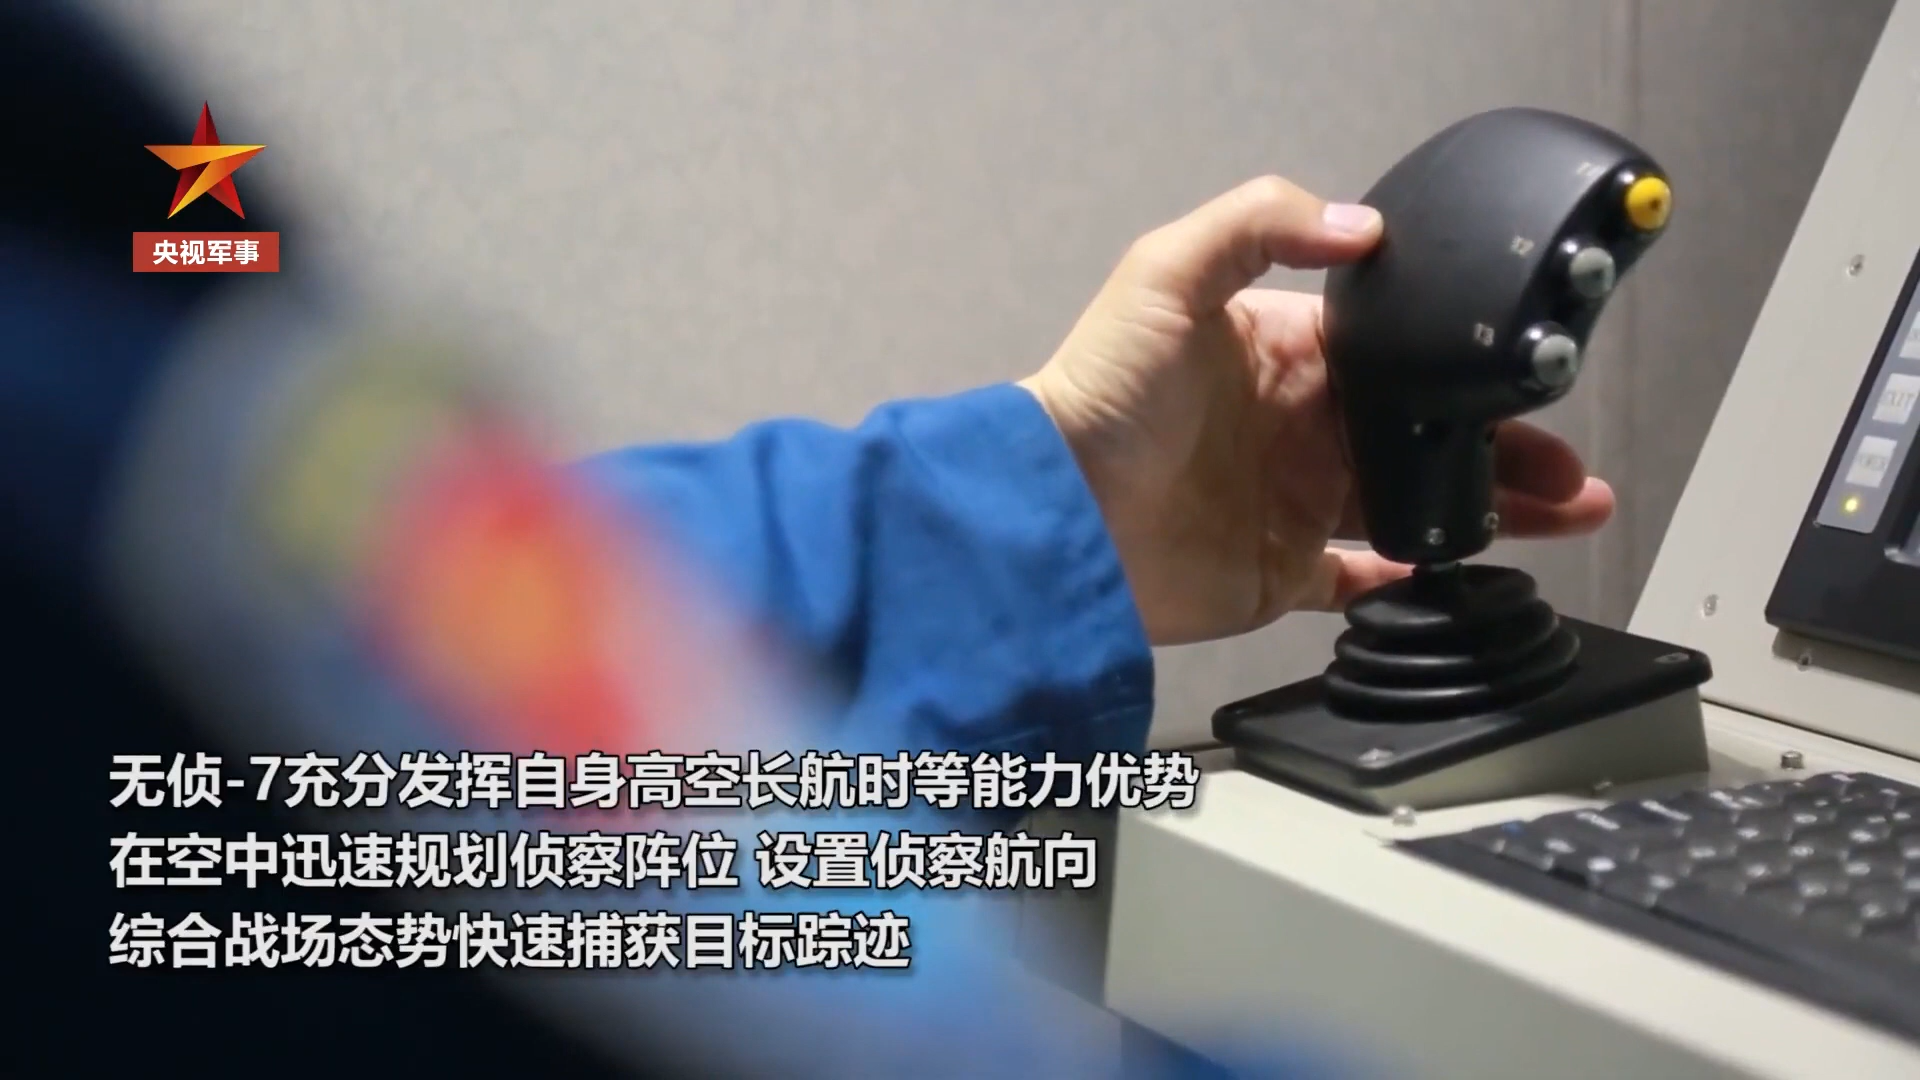 央视军事
无侦-7充分发挥自身高空长航时等能力优势
在空中迅速规划侦察阵位 设置侦察航向
综合战场态势快速捕获目标踪迹